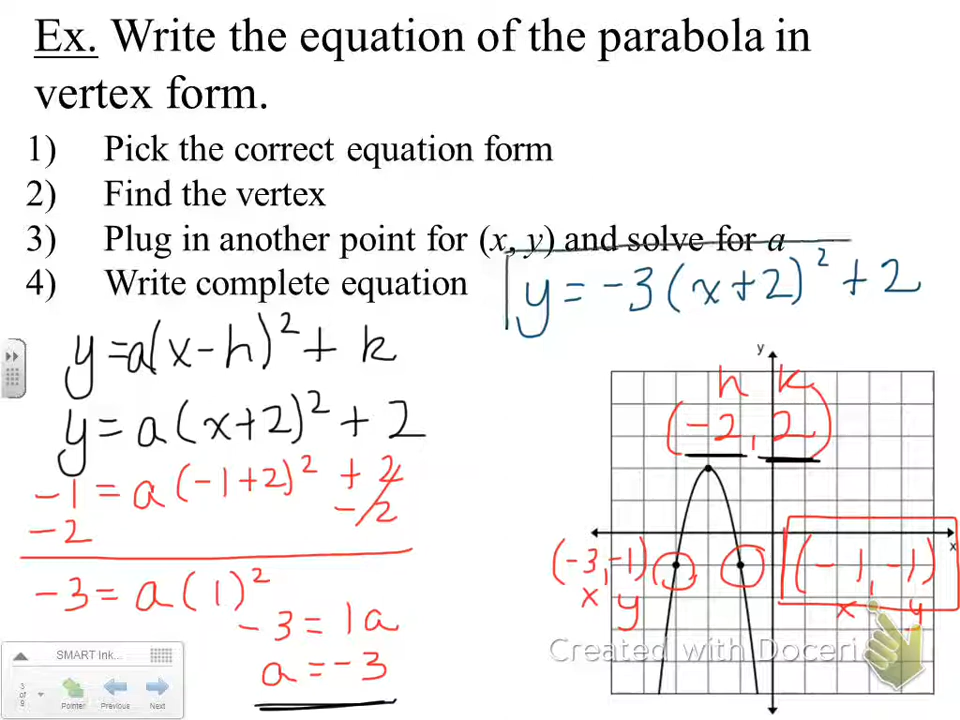 Ex. Write the equation of the parabola in
vertex form.
1) Pick the correct equation form
2) Find the vertex
3) Plug in another point for (x, y) and solve for a
4) Write complete equation
y = -3(x+2)² + 2
y = a(x-h)² + k
y = a(x+2)² + 2
-1 = a(-1+2)² + 2
-2 -2
-3 = a(1)²
-3 = 1a
a = -3
y
h k
(-2, 2)
x
(-3, -1)
x y
(-1, -1)
x y
Created with Doceri
SMART Ink...
3
of
8
Pointer Previous Next